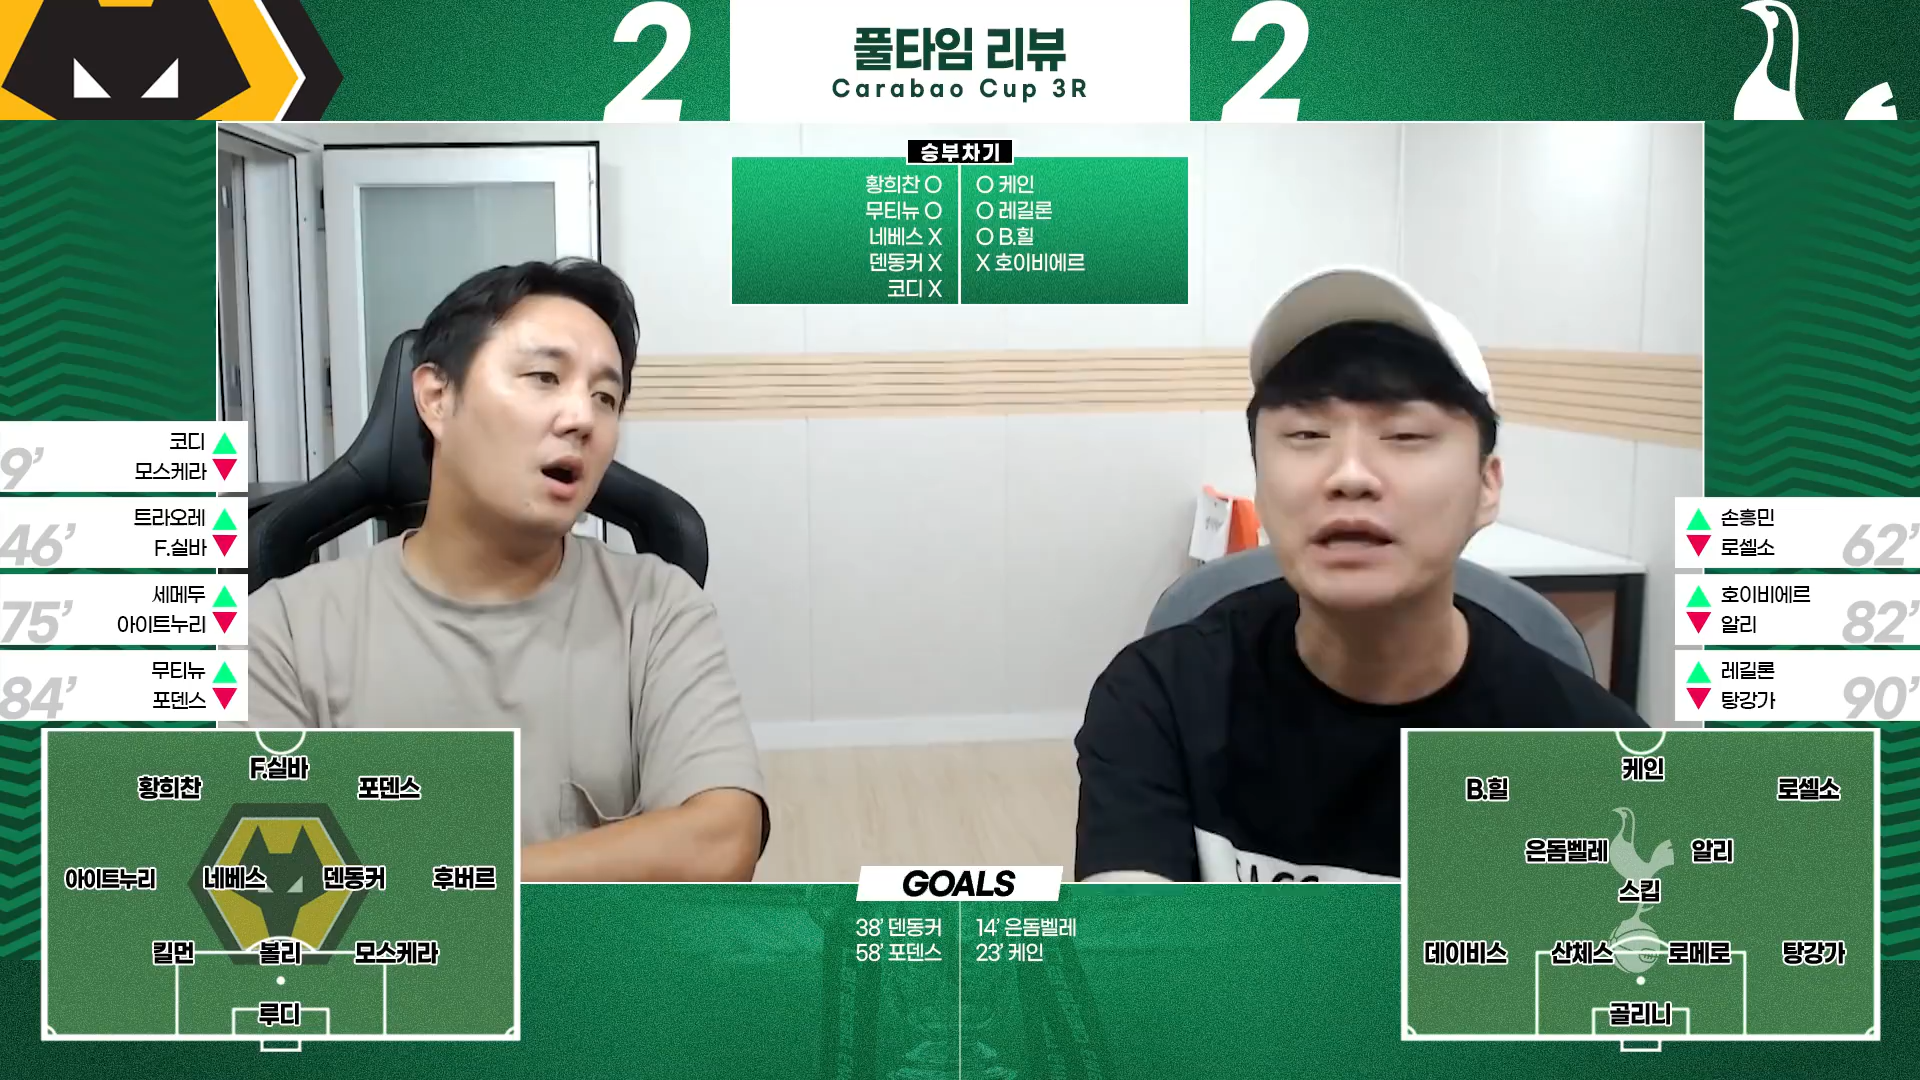 2
풀타임 리뷰
Carabao Cup 3R
2
승부차기
황희찬 O
무티뉴 O
네베스 X
덴동커 X
코디 X
O 케인
O 레길론
O B.힐
X 호이비에르
9’
코디
모스케라
46’
트라오레
F.실바
75’
세메두
아이트누리
84’
무티뉴
포덴스
손흥민
로셀소
62’
호이비에르
알리
82’
레길론
탕강가
90’
F.실바
황희찬
포덴스
아이트누리
네베스
덴동커
후버르
킬먼
볼리
모스케라
루디
GOALS
38’ 덴동커
58’ 포덴스
14’ 은돔벨레
23’ 케인
케인
B.힐
로셀소
은돔벨레
알리
스킵
데이비스
산체스
로메로
탕강가
골리니